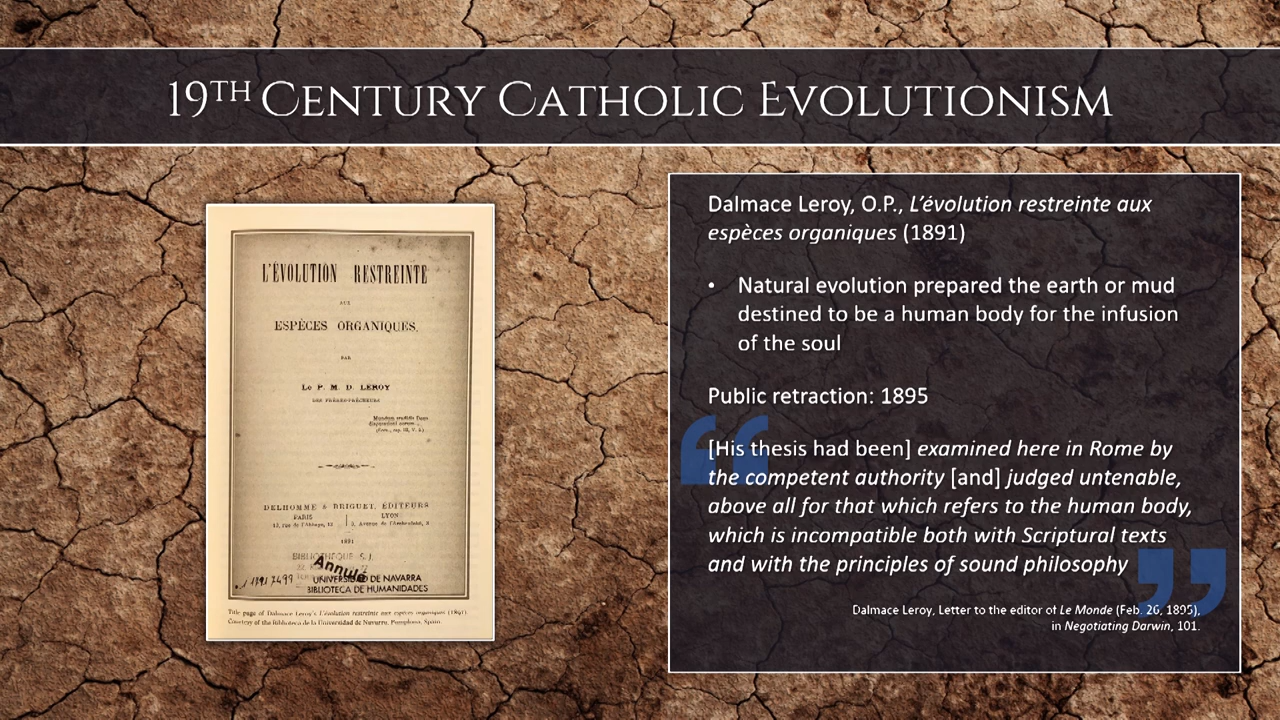 19TH CENTURY CATHOLIC EVOLUTIONISM
L'ÉVOLUTION RESTREINTE
AUX
ESPÈCES ORGANIQUES,
PAR
Le P. M. D. LEROY
DES FRÈRES-PRÊCHEURS
DELHOMME & BRIGUET, ÉDITEURS
PARIS
LYON
1891
BIBLIOTHÈQUE S. J.
Annulé
UNIVERSIDAD DE NAVARRA
BIBLIOTECA DE HUMANIDADES
Title page of Dalmace Leroy's L'évolution restreinte aux espèces organiques (1891).
Courtesy of the Biblioteca de la Universidad de Navarra, Pamplona, Spain.
Dalmace Leroy, O.P., L'évolution restreinte aux
espèces organiques (1891)
• Natural evolution prepared the earth or mud
destined to be a human body for the infusion
of the soul
Public retraction: 1895
[His thesis had been] examined here in Rome by
the competent authority [and] judged untenable,
above all for that which refers to the human body,
which is incompatible both with Scriptural texts
and with the principles of sound philosophy
Dalmace Leroy, Letter to the editor of Le Monde (Feb. 26, 1895),
in Negotiating Darwin, 101.